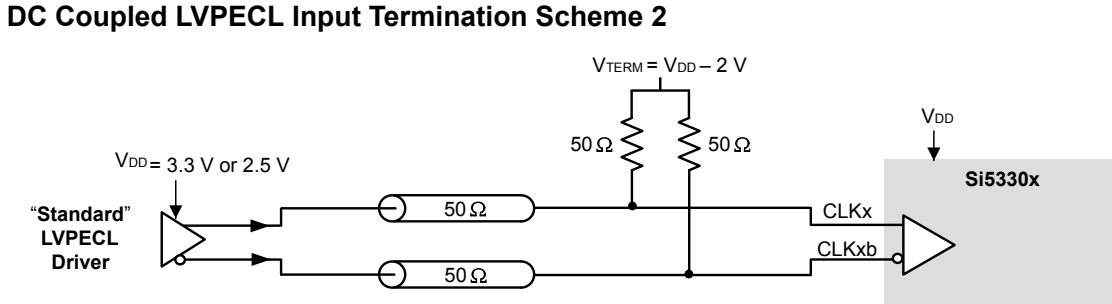 DC Coupled LVPECL Input Termination Scheme 2
VTERM = VDD – 2 V
50 Ω
50 Ω
VDD
VDD = 3.3 V or 2.5 V
Si5330x
"Standard"
LVPECL
Driver
50 Ω
CLKx
50 Ω
CLKxb